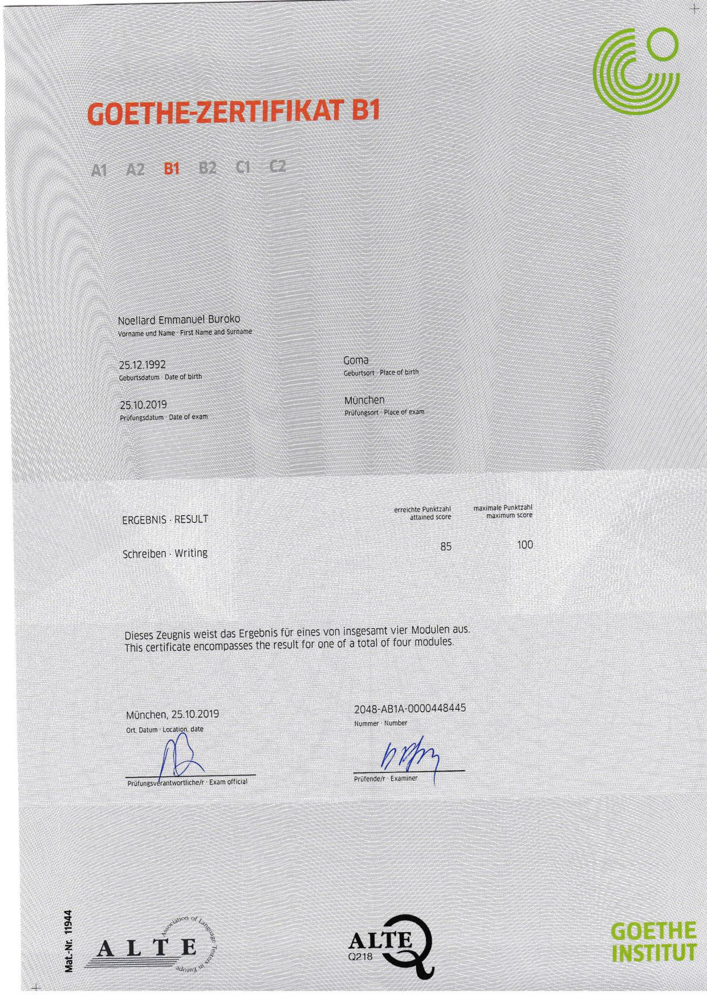 GOETHE-ZERTIFIKAT B1
A1 A2 B1 B2 C1 C2
Noellard Emmanuel Buroko
Vorname und Name · First Name and Surname
25.12.1992
Geburtsdatum · Date of birth
Goma
Geburtsort · Place of birth
25.10.2019
Prüfungsdatum · Date of exam
München
Prüfungsort · Place of exam
ERGEBNIS · RESULT
erreichte Punktzahl
attained score
maximale Punktzahl
maximum score
Schreiben · Writing 85 100
Dieses Zeugnis weist das Ergebnis für eines von insgesamt vier Modulen aus.
This certificate encompasses the result for one of a total of four modules.
München, 25.10.2019
Ort, Datum · Location, date
2048-AB1A-0000448445
Nummer · Number
Prüfungsverantwortliche/r · Exam official
Prüfende/r · Examiner
Mat.-Nr. 11944
ALTE
Association of Language Testers in Europe
ALTE
Q218
GOETHE
INSTITUT